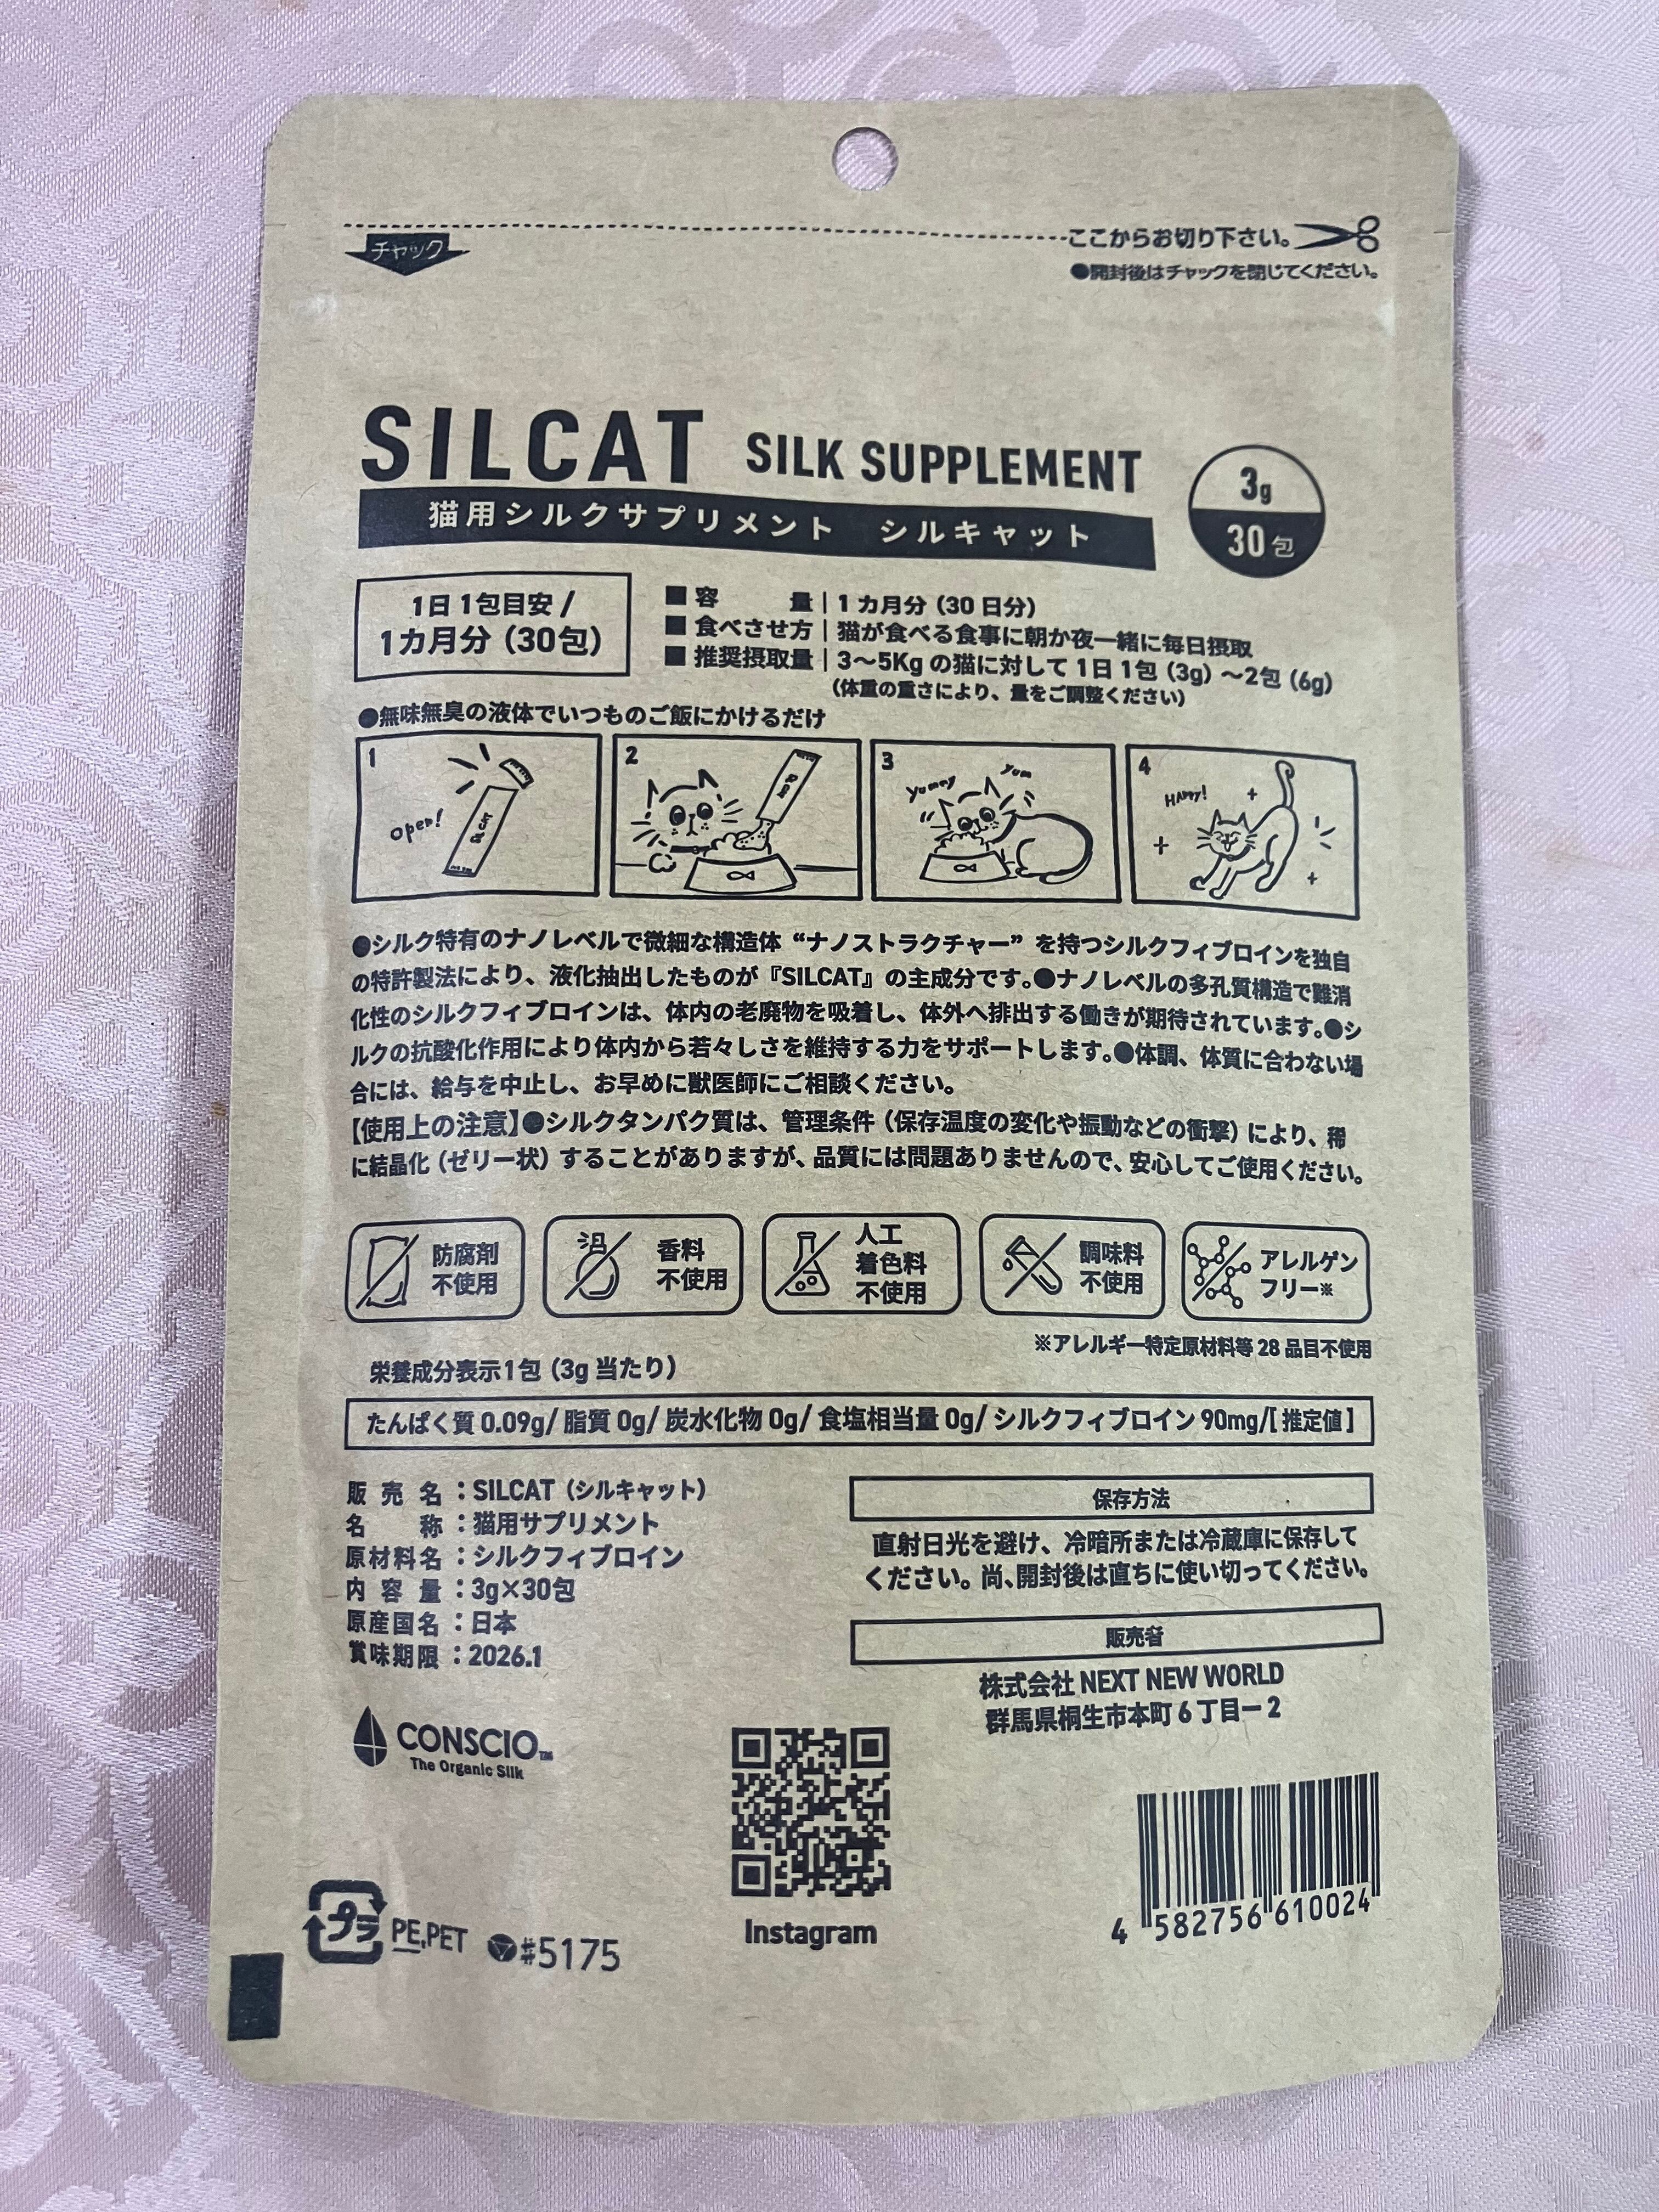 ここからお切り下さい。
チャック
●開封後はチャックを閉じてください。
SILCAT SILK SUPPLEMENT
猫用シルクサプリメント シルキャット
3g
30包
1日1包目安 /
1カ月分（30包）
■容 量｜1カ月分（30日分）
■食べさせ方｜猫が食べる食事に朝か夜一緒に毎日摂取
■推奨摂取量｜3〜5Kgの猫に対して1日1包（3g）〜2包（6g）
（体重の重さにより、量をご調整ください）
●無味無臭の液体でいつものご飯にかけるだけ
1
open!
2
3
yummy
yum
4
HAppy!
●シルク特有のナノレベルで微細な構造体“ナノストラクチャー”を持つシルクフィブロインを独自
の特許製法により、液化抽出したものが『SILCAT』の主成分です。●ナノレベルの多孔質構造で難消
化性のシルクフィブロインは、体内の老廃物を吸着し、体外へ排出する働きが期待されています。●シ
ルクの抗酸化作用により体内から若々しさを維持する力をサポートします。●体調、体質に合わない場
合には、給与を中止し、お早めに獣医師にご相談ください。
【使用上の注意】●シルクタンパク質は、管理条件（保存温度の変化や振動などの衝撃）により、稀
に結晶化（ゼリー状）することがありますが、品質には問題ありませんので、安心してご使用ください。
防腐剤
不使用
香料
不使用
人工
着色料
不使用
調味料
不使用
アレルゲン
フリー※
※アレルギー特定原材料等28品目不使用
栄養成分表示1包（3g当たり）
たんぱく質 0.09g/ 脂質 0g/ 炭水化物 0g/ 食塩相当量 0g/ シルクフィブロイン 90mg/[推定値]
販売名：SILCAT（シルキャット）
名 称：猫用サプリメント
原材料名：シルクフィブロイン
内容量：3g×30包
原産国名：日本
賞味期限：2026.1
保存方法
直射日光を避け、冷暗所または冷蔵庫に保存して
ください。尚、開封後は直ちに使い切ってください。
販売者
株式会社 NEXT NEW WORLD
群馬県桐生市本町6丁目ー2
CONSCIO™
The Organic Silk
Instagram
4 582756 610024
プラ PE,PET #5175